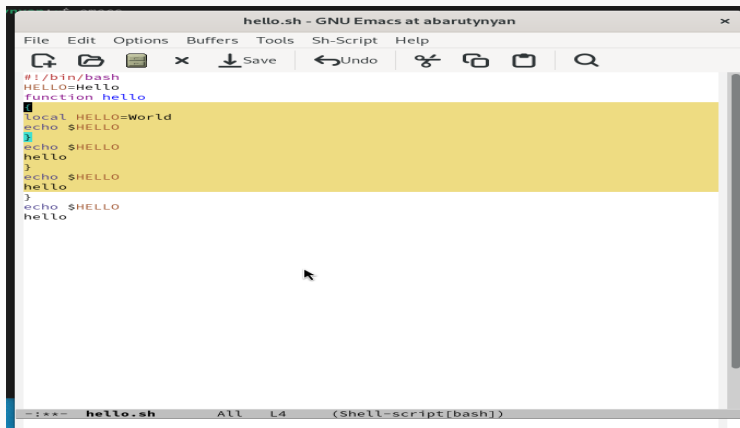 hello.sh - GNU Emacs at abarutynyan
File Edit Options Buffers Tools Sh-Script Help
Save Undo
#!/bin/bash
HELLO=Hello
function hello
{
local HELLO=World
echo $HELLO
}
echo $HELLO
hello
}
echo $HELLO
hello
}
echo $HELLO
hello
-:**- hello.sh All L4 (Shell-script[bash])